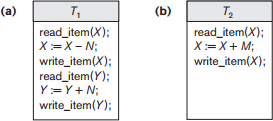 (a)
T1
read_item(X);
X := X – N;
write_item(X);
read_item(Y);
Y := Y + N;
write_item(Y);
(b)
T2
read_item(X);
X := X + M;
write_item(X);